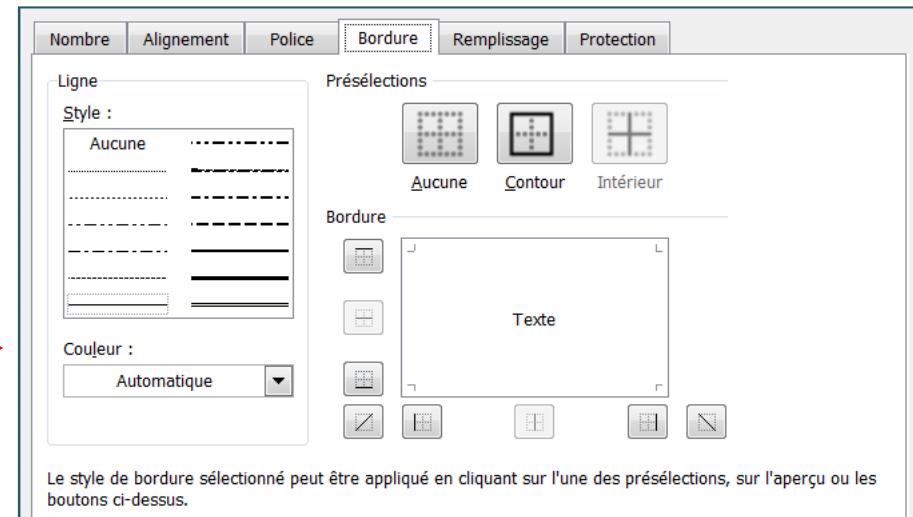 Nombre Alignement Police Bordure Remplissage Protection
Ligne
Style :
Aucune
Couleur :
Automatique
Présélections
Aucune Contour Intérieur
Bordure
Texte
Le style de bordure sélectionné peut être appliqué en cliquant sur l'une des présélections, sur l'aperçu ou les
boutons ci-dessus.